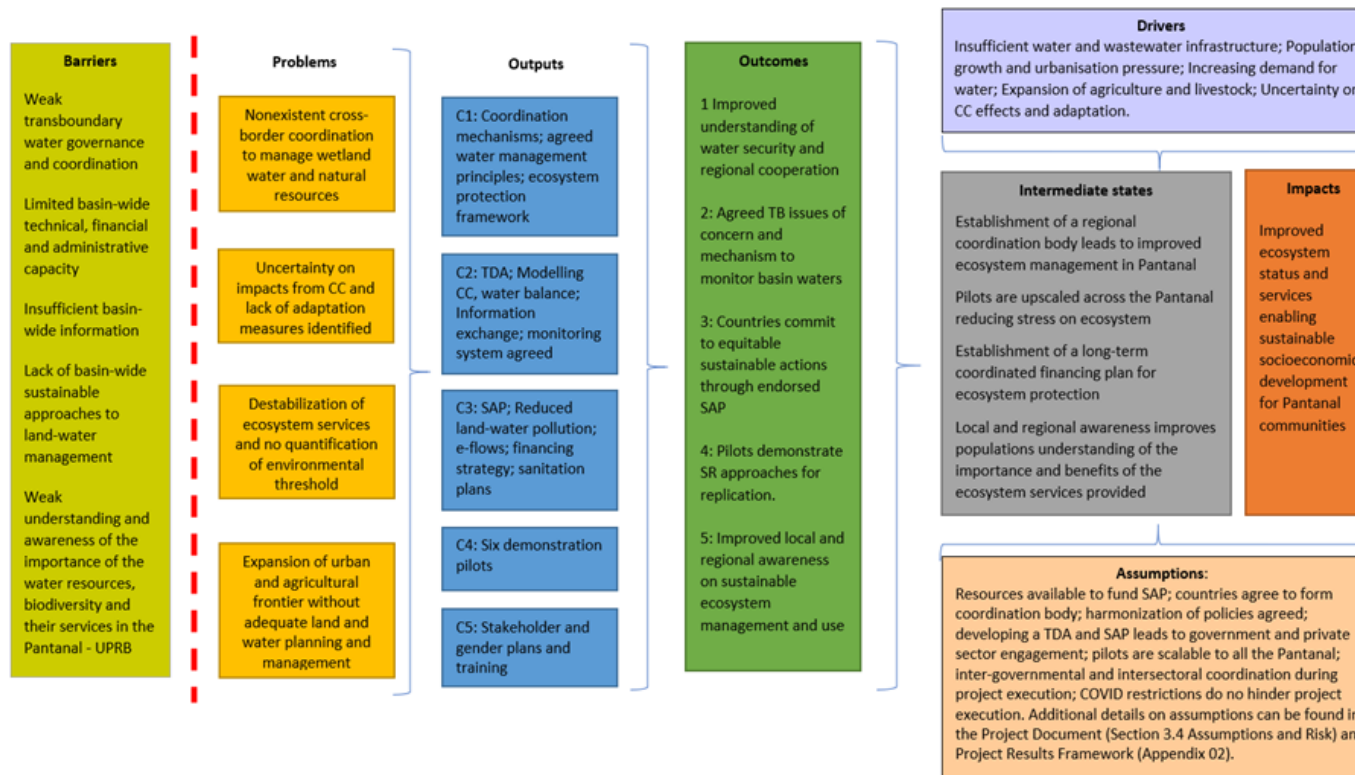 Barriers
Weak
transboundary
water governance
and coordination
Limited basin-wide
technical, financial
and administrative
capacity
Insufficient basin-
wide information
Lack of basin-wide
sustainable
approaches to
land-water
management
Weak
understanding and
awareness of the
importance of the
water resources,
biodiversity and
their services in the
Pantanal - UPRB
Problems
Nonexistent cross-
border coordination
to manage wetland
water and natural
resources
Uncertainty on
impacts from CC and
lack of adaptation
measures identified
Destabilization of
ecosystem services
and no quantification
of environmental
threshold
Expansion of urban
and agricultural
frontier without
adequate land and
water planning and
management
Outputs
C1: Coordination
mechanisms; agreed
water management
principles; ecosystem
protection
framework
C2: TDA; Modelling
CC, water balance;
Information
exchange; monitoring
system agreed
C3: SAP; Reduced
land-water pollution;
e-flows; financing
strategy; sanitation
plans
C4: Six demonstration
pilots
C5: Stakeholder and
gender plans and
training
Outcomes
1 Improved
understanding of
water security and
regional cooperation
2: Agreed TB issues of
concern and
mechanism to
monitor basin waters
3: Countries commit
to equitable
sustainable actions
through endorsed
SAP
4: Pilots demonstrate
SR approaches for
replication.
5: Improved local and
regional awareness
on sustainable
ecosystem
management and use
Drivers
Insufficient water and wastewater infrastructure; Population
growth and urbanisation pressure; Increasing demand for
water; Expansion of agriculture and livestock; Uncertainty on
CC effects and adaptation.
Intermediate states
Establishment of a regional
coordination body leads to improved
ecosystem management in Pantanal
Pilots are upscaled across the Pantanal
reducing stress on ecosystem
Establishment of a long-term
coordinated financing plan for
ecosystem protection
Local and regional awareness improves
populations understanding of the
importance and benefits of the
ecosystem services provided
Impacts
Improved
ecosystem
status and
services
enabling
sustainable
socioeconomic
development
for Pantanal
communities
Assumptions:
Resources available to fund SAP; countries agree to form
coordination body; harmonization of policies agreed;
developing a TDA and SAP leads to government and private
sector engagement; pilots are scalable to all the Pantanal;
inter-governmental and intersectoral coordination during
project execution; COVID restrictions do no hinder project
execution. Additional details on assumptions can be found in
the Project Document (Section 3.4 Assumptions and Risk) an
Project Results Framework (Appendix 02).